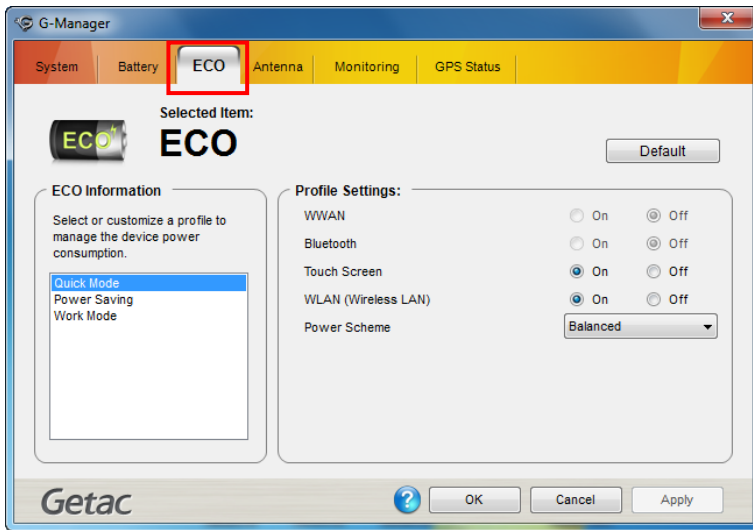 G-Manager
System Battery ECO Antenna Monitoring GPS Status
Selected Item:
ECO
ECO
Default
ECO Information
Select or customize a profile to
manage the device power
consumption.
Quick Mode
Power Saving
Work Mode
Profile Settings:
WWAN On Off
Bluetooth On Off
Touch Screen On Off
WLAN (Wireless LAN) On Off
Power Scheme Balanced
Getac ? OK Cancel Apply